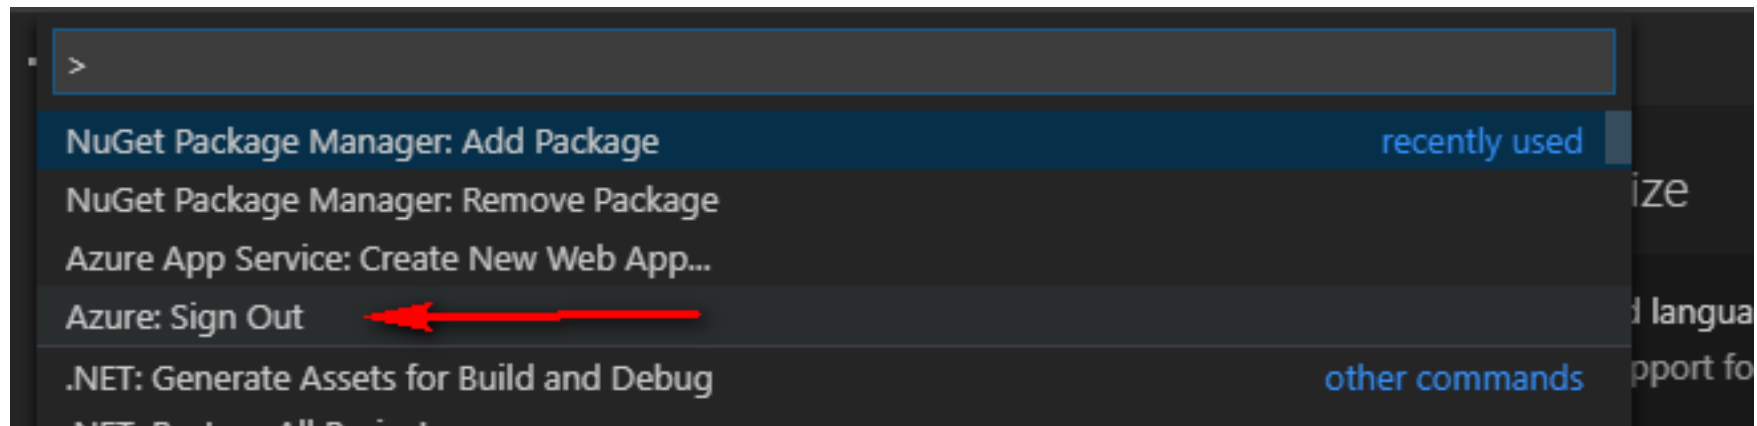 >
NuGet Package Manager: Add Package recently used
NuGet Package Manager: Remove Package
ize
Azure App Service: Create New Web App...
Azure: Sign Out
langua
.NET: Generate Assets for Build and Debug other commands
pport fo